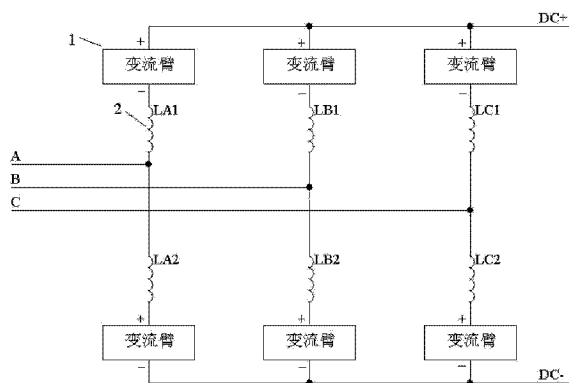 DC+
1
+ + +
变流臂 变流臂 变流臂
− − −
2 LA1 LB1 LC1
A
B
C
LA2 LB2 LC2
+ + +
变流臂 变流臂 变流臂
− − −
DC-